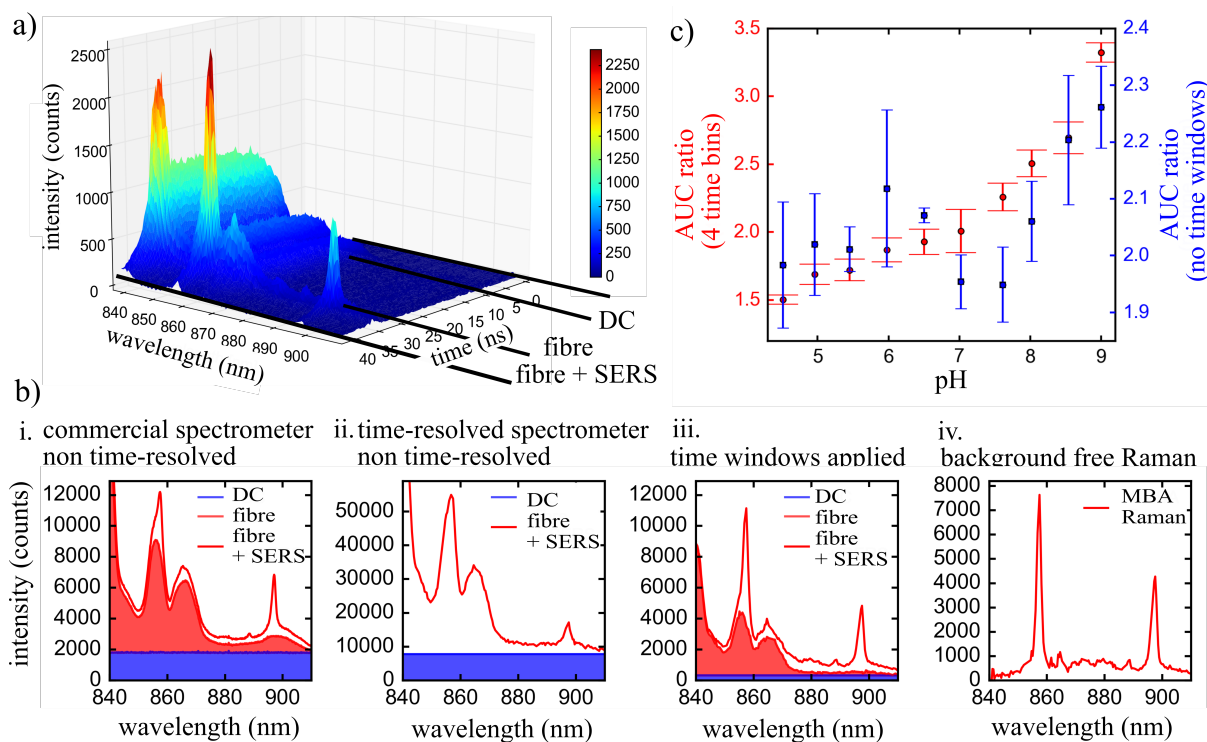 a)
2500
2000
1500
1000
500
0
intensity (counts)
840
850
860
870
880
890
900
wavelength (nm)
0
5
10
15
20
25
30
35
40
time (ns)
2250
2000
1750
1500
1250
1000
750
500
250
0
DC
fibre
fibre + SERS
c)
3.5
3.0
2.5
2.0
1.5
AUC ratio
(4 time bins)
5
6
7
8
9
pH
2.4
2.3
2.2
2.1
2.0
1.9
AUC ratio
(no time windows)
b)
i. commercial spectrometer
non time-resolved
12000
10000
8000
6000
4000
2000
0
intensity (counts)
DC
fibre
fibre
+ SERS
840
860
880
900
wavelength (nm)
ii. time-resolved spectrometer
non time-resolved
50000
40000
30000
20000
10000
0
DC
fibre
+ SERS
840
860
880
900
wavelength (nm)
iii.
time windows applied
12000
10000
8000
6000
4000
2000
0
DC
fibre
fibre
+ SERS
840
860
880
900
wavelength (nm)
iv.
background free Raman
12000
10000
8000
6000
4000
2000
0
MBA
Raman
840
860
880
900
wavelength (nm)